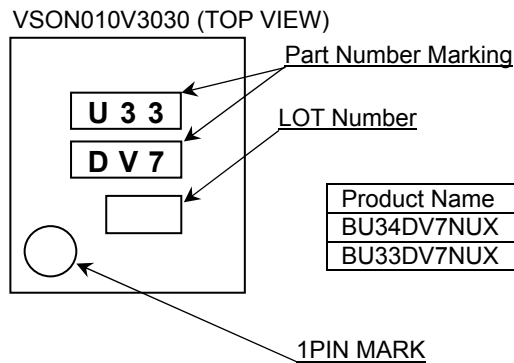 VSON010V3030 (TOP VIEW)
Part Number Marking
U 3 3
LOT Number
D V 7
Product Name
BU34DV7NUX
BU33DV7NUX
1PIN MARK